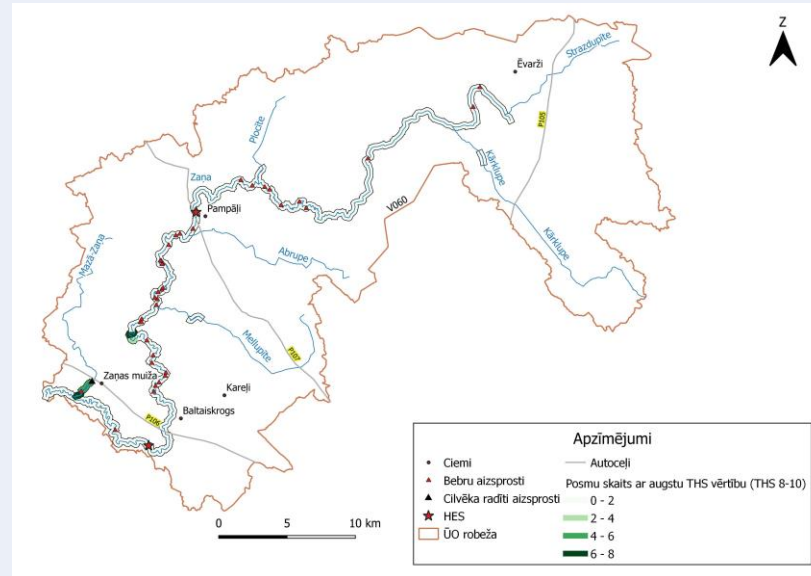 Z
Ēvarži
Strazdupīte
P105
Plocīte
Kārklupe
Zaņa
V060
Pampāļi
Kārklupe
Mazā-Zaņa
Abrupe
Mellupīte
P107
Zaņas muiža
Kareļi
P106
Baltaiskrogs
0 5 10 km
Apzīmējumi
Ciemi
Bebru aizsprosti
Cilvēka radīti aizsprosti
HES
ŪO robeža
Autoceļi
Posmu skaits ar augstu THS vērtību (THS 8-10)
0 - 2
2 - 4
4 - 6
6 - 8